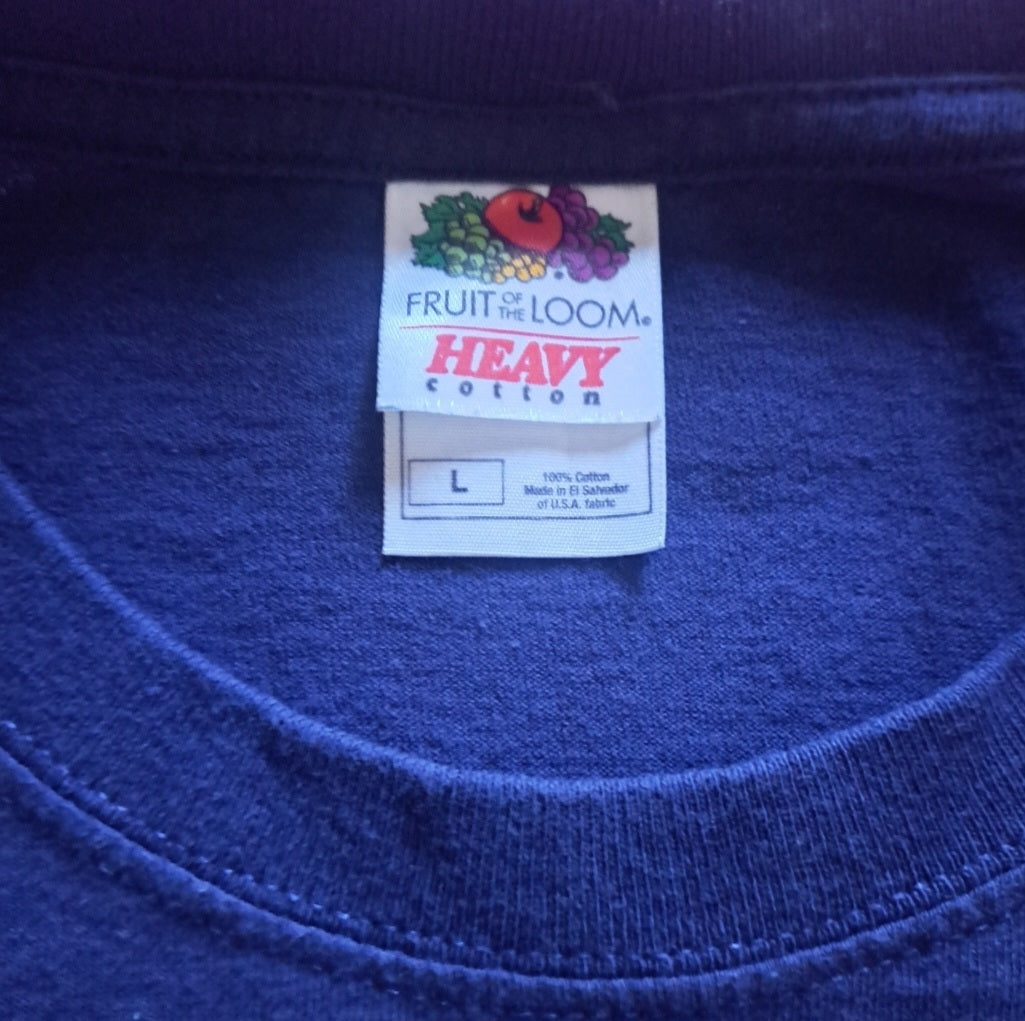 FRUIT OF THE LOOM®
HEAVY
cotton
L
100% Cotton
Made in El Salvador
of U.S.A. fabric